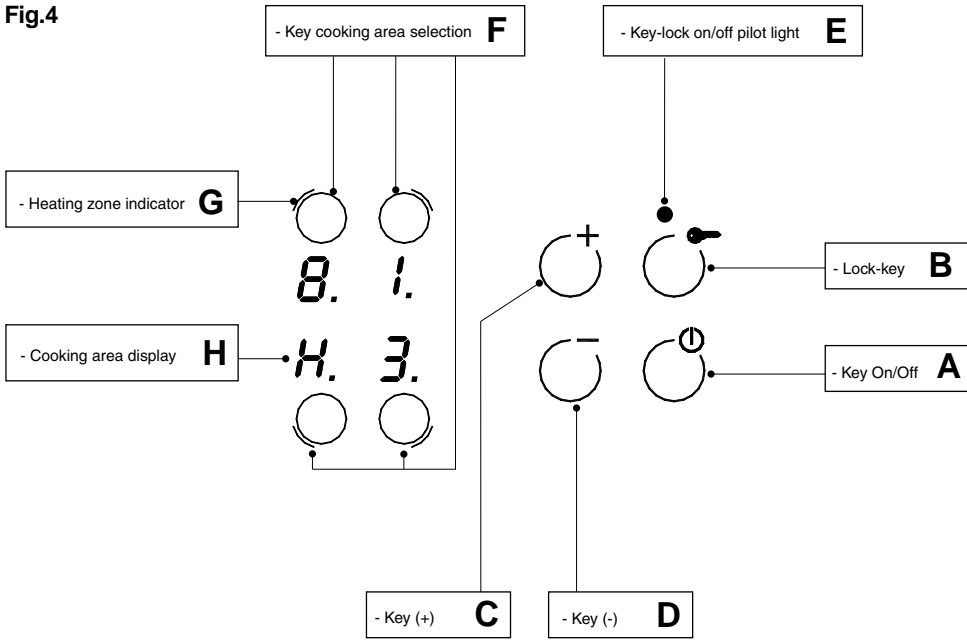 Fig.4
- Key cooking area selection F
- Key-lock on/off pilot light E
- Heating zone indicator G
+
- Lock-key B
8. 1.
- Cooking area display H
H. 3.
-
- Key On/Off A
- Key (+) C
- Key (-) D